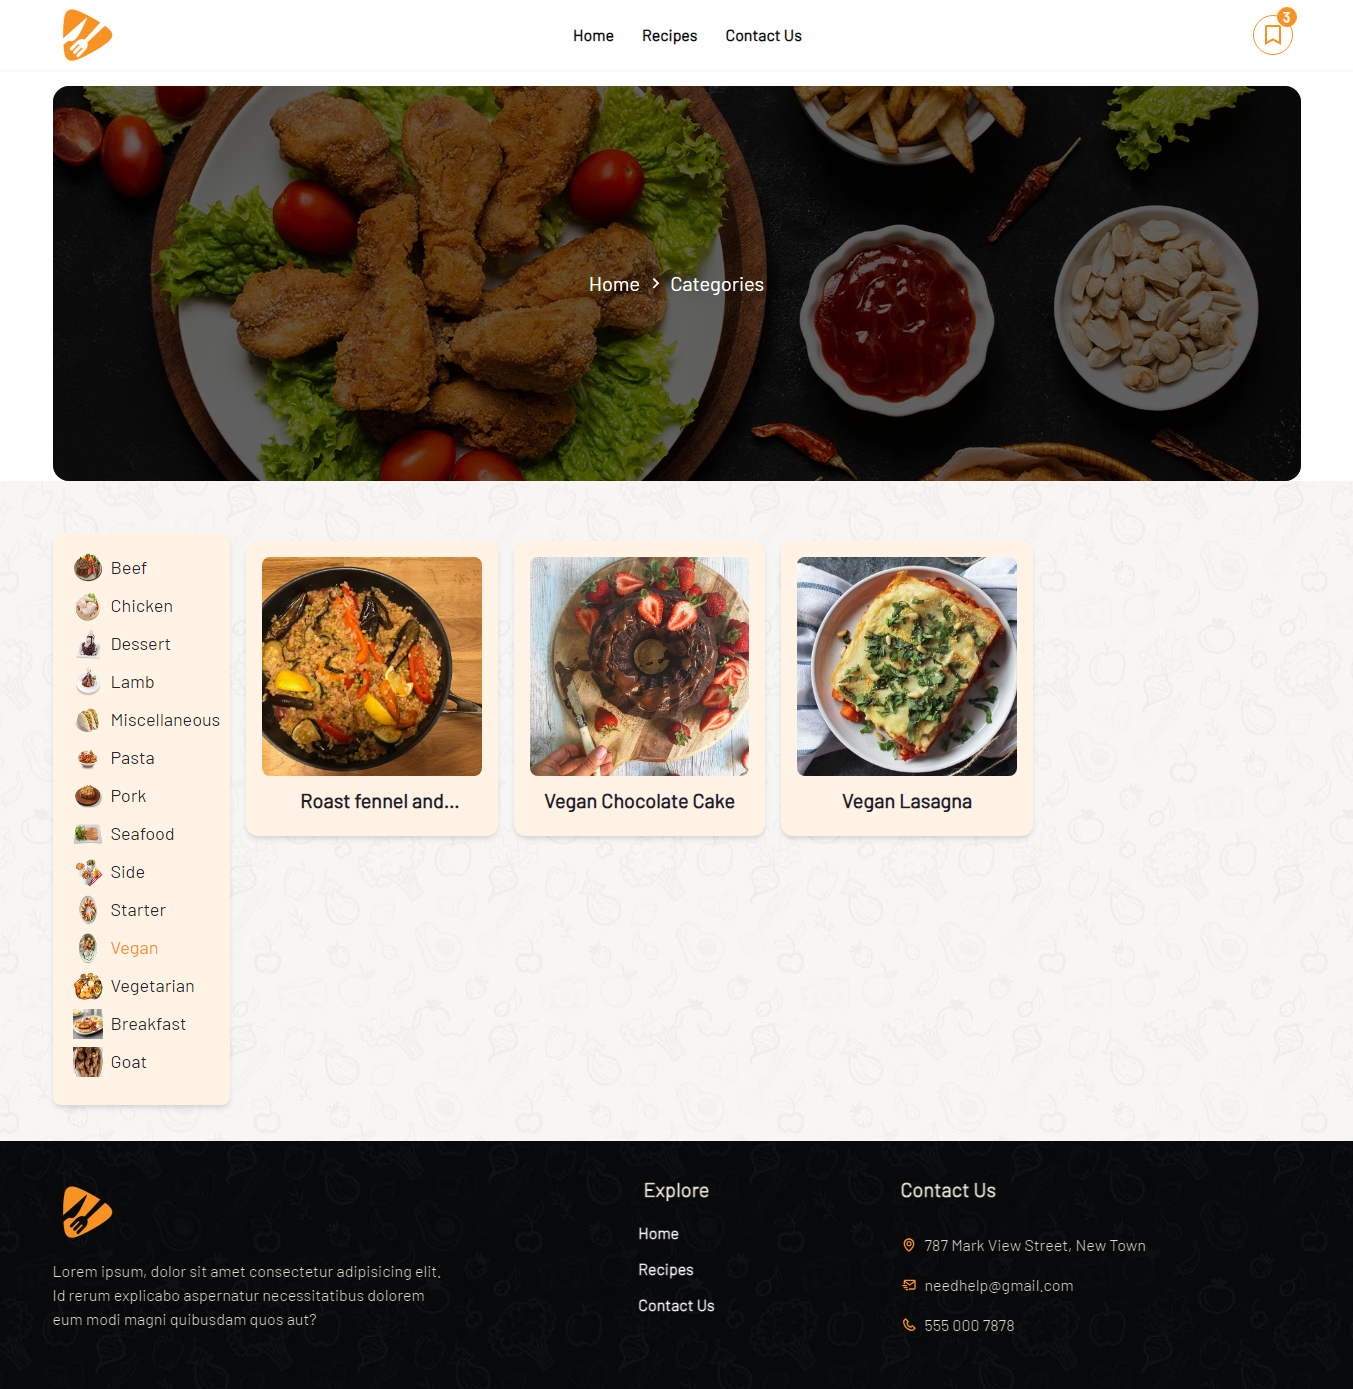 Home
Recipes
Contact Us
3
Home
Categories
Beef
Chicken
Dessert
Lamb
Miscellaneous
Pasta
Pork
Seafood
Side
Starter
Vegan
Vegetarian
Breakfast
Goat
Roast fennel and...
Vegan Chocolate Cake
Vegan Lasagna
Lorem ipsum, dolor sit amet consectetur adipisicing elit.
Id rerum explicabo aspernatur necessitatibus dolorem
eum modi magni quibusdam quos aut?
Explore
Home
Recipes
Contact Us
Contact Us
787 Mark View Street, New Town
needhelp@gmail.com
555 000 7878